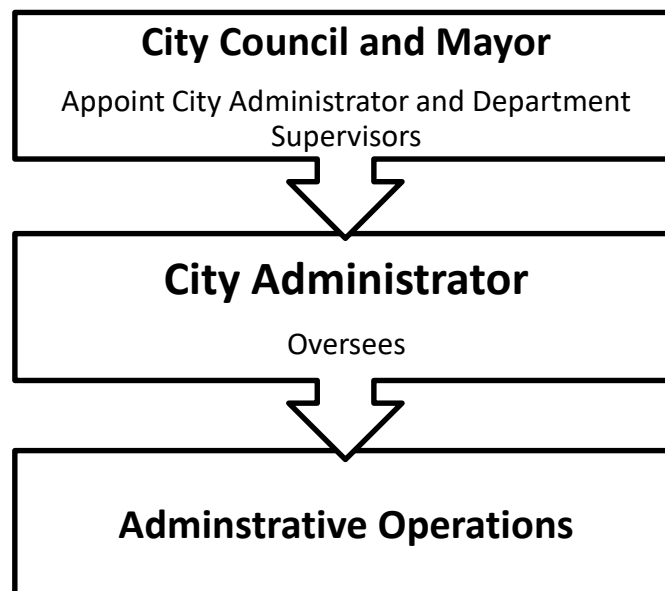 City Council and Mayor
Appoint City Administrator and Department
Supervisors
City Administrator
Oversees
Adminstrative Operations